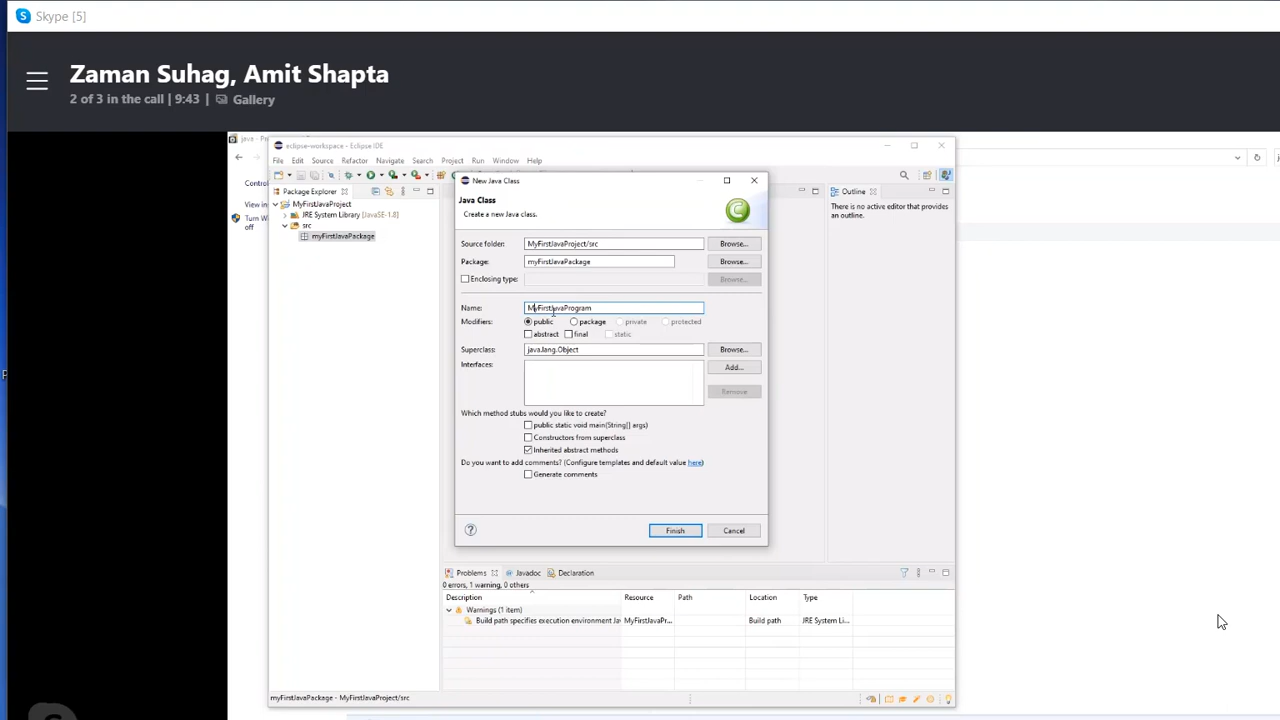 Skype [5]
Zaman Suhag, Amit Shapta
2 of 3 in the call | 9:43 | Gallery
java - P
eclipse-workspace - Eclipse IDE
File Edit Source Refactor Navigate Search Project Run Window Help
Contro
View in
Turn W
off
Package Explorer
MyFirstJavaProject
JRE System Library [JavaSE-1.8]
src
myFirstJavaPackage
New Java Class
Java Class
Create a new Java class.
Source folder: MyFirstJavaProject/src Browse...
Package: myFirstJavaPackage Browse...
Enclosing type: Browse...
Name: MyFirstJavaProgram
Modifiers: public package private protected
abstract final static
Superclass: java.lang.Object Browse...
Interfaces: Add...
Remove
Which method stubs would you like to create?
public static void main(String[] args)
Constructors from superclass
Inherited abstract methods
Do you want to add comments? (Configure templates and default value here)
Generate comments
Finish Cancel
Outline
There is no active editor that provides an outline.
Problems Javadoc Declaration
0 errors, 1 warning, 0 others
Description Resource Path Location Type
Warnings (1 item)
Build path specifies execution environment Ja MyFirstJavaPr... Build path JRE System Li...
myFirstJavaPackage - MyFirstJavaProject/src